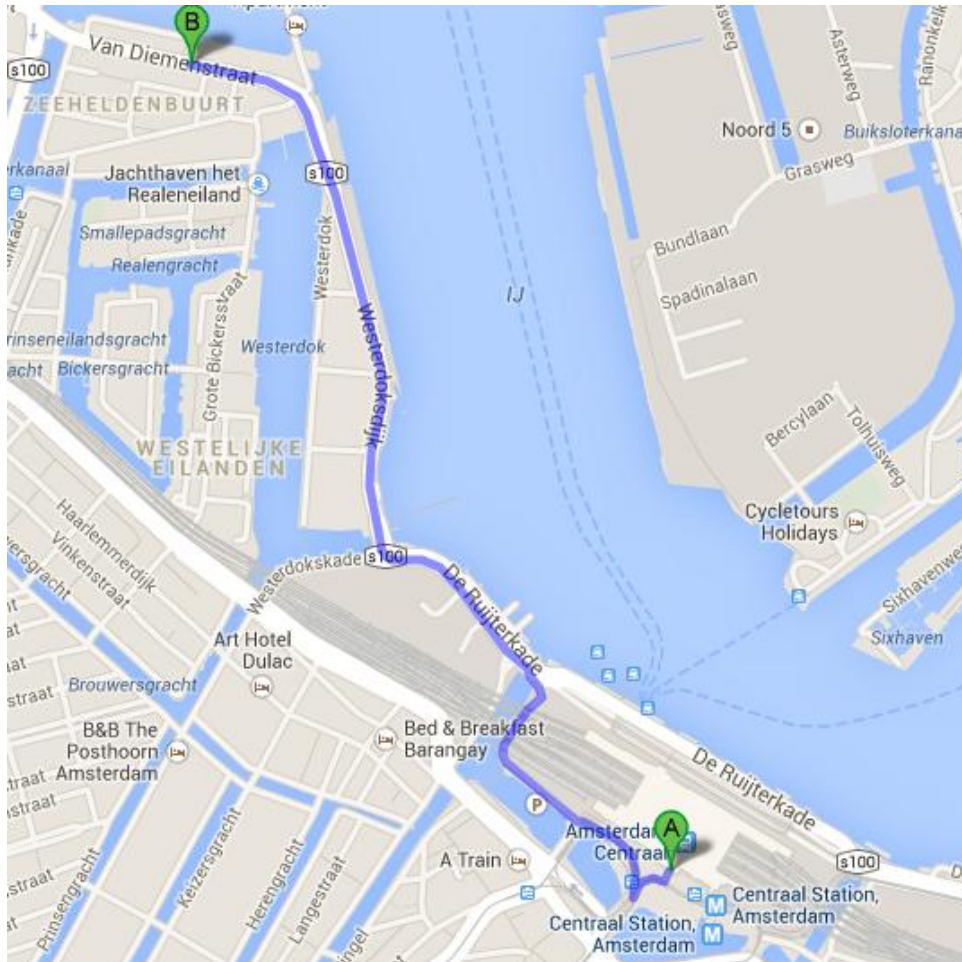 B
Van Diemenstraat
s100
ZEEHELDENBUURT
Noord 5
Asterweg
Grasweg
Buiksloterkana
Jachthaven het
Realeneiland
s100
Smallepadsgracht
Realengracht
Westerdok
Bundlaan
Spadinalaan
IJ
Westerdoksdijk
Westerdok
Grote Bickersstraat
Bickersgracht
WESTELIJKE
EILANDEN
Bercylaan
Tolhuisweg
Haarlemmerdijk
Vinkenstraat
Cycletours
Holidays
Westerdokskade
s100
De Ruijterkade
Sixhavenweg
Sixhaven
Art Hotel
Dulac
Brouwersgracht
B&B The
Posthoorn
Amsterdam
Bed & Breakfast
Barangay
De Ruijterkade
P
A
Centraal
A Train
s100
Keizersgracht
Herengracht
Langestraat
Prinsengracht
M
Centraal Station,
Amsterdam
Centraal Station,
Amsterdam
M